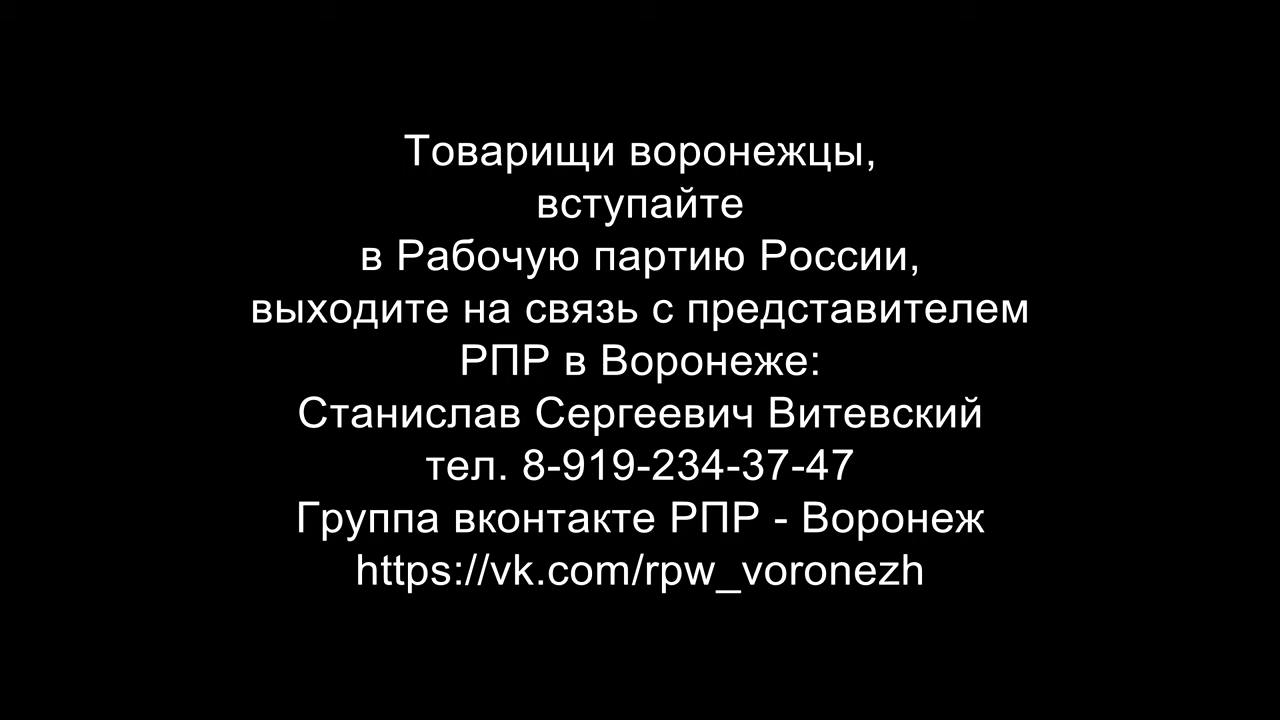 Товарищи воронежцы,
вступайте
в Рабочую партию России,
выходите на связь с представителем
РПР в Воронеже:
Станислав Сергеевич Витевский
тел. 8-919-234-37-47
Группа вконтакте РПР - Воронеж
https://vk.com/rpw_voronezh